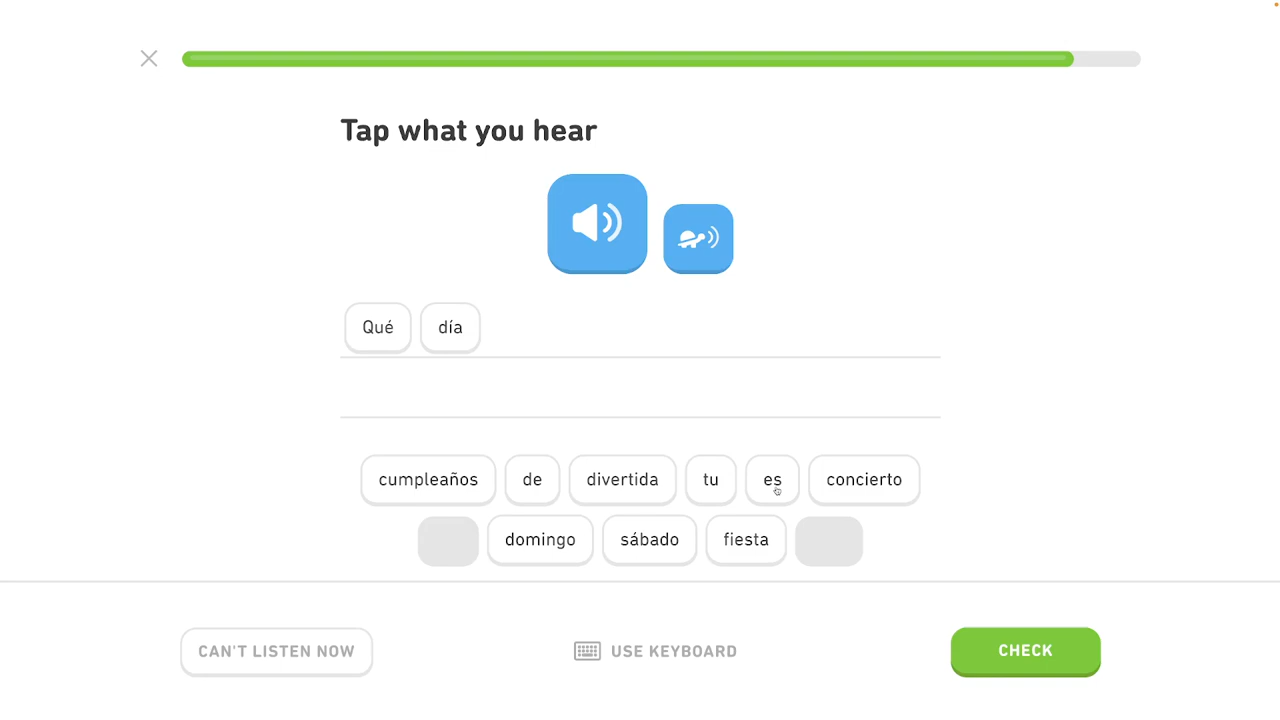 Tap what you hear
Qué día
cumpleaños de divertida tu es concierto
domingo sábado fiesta
CAN'T LISTEN NOW USE KEYBOARD CHECK